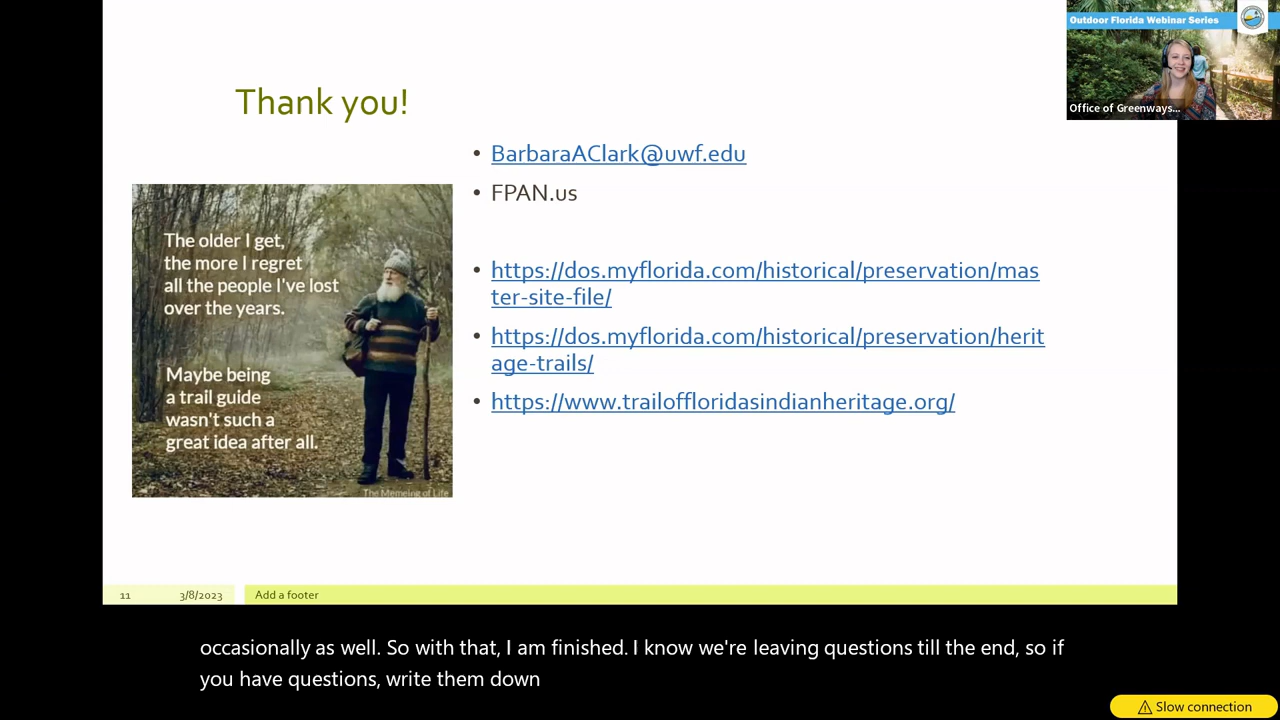 Outdoor Florida Webinar Series
Office of Greenways...
Thank you!
• BarbaraAClark@uwf.edu
• FPAN.us
The older I get,
the more I regret
all the people I've lost
over the years.
Maybe being
a trail guide
wasn't such a
great idea after all.
The Memeing of Life
• https://dos.myflorida.com/historical/preservation/mas
ter-site-file/
• https://dos.myflorida.com/historical/preservation/herit
age-trails/
• https://www.trailoffloridasindianheritage.org/
11 3/8/2023 Add a footer
occasionally as well. So with that, I am finished. I know we're leaving questions till the end, so if
you have questions, write them down
Slow connection